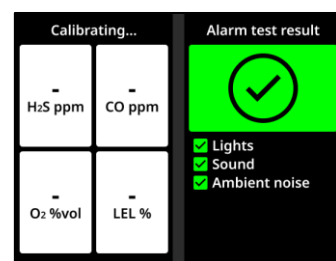 Calibrating...
-
H₂S ppm
-
CO ppm
-
O₂ %vol
-
LEL %
Alarm test result
Lights
Sound
Ambient noise